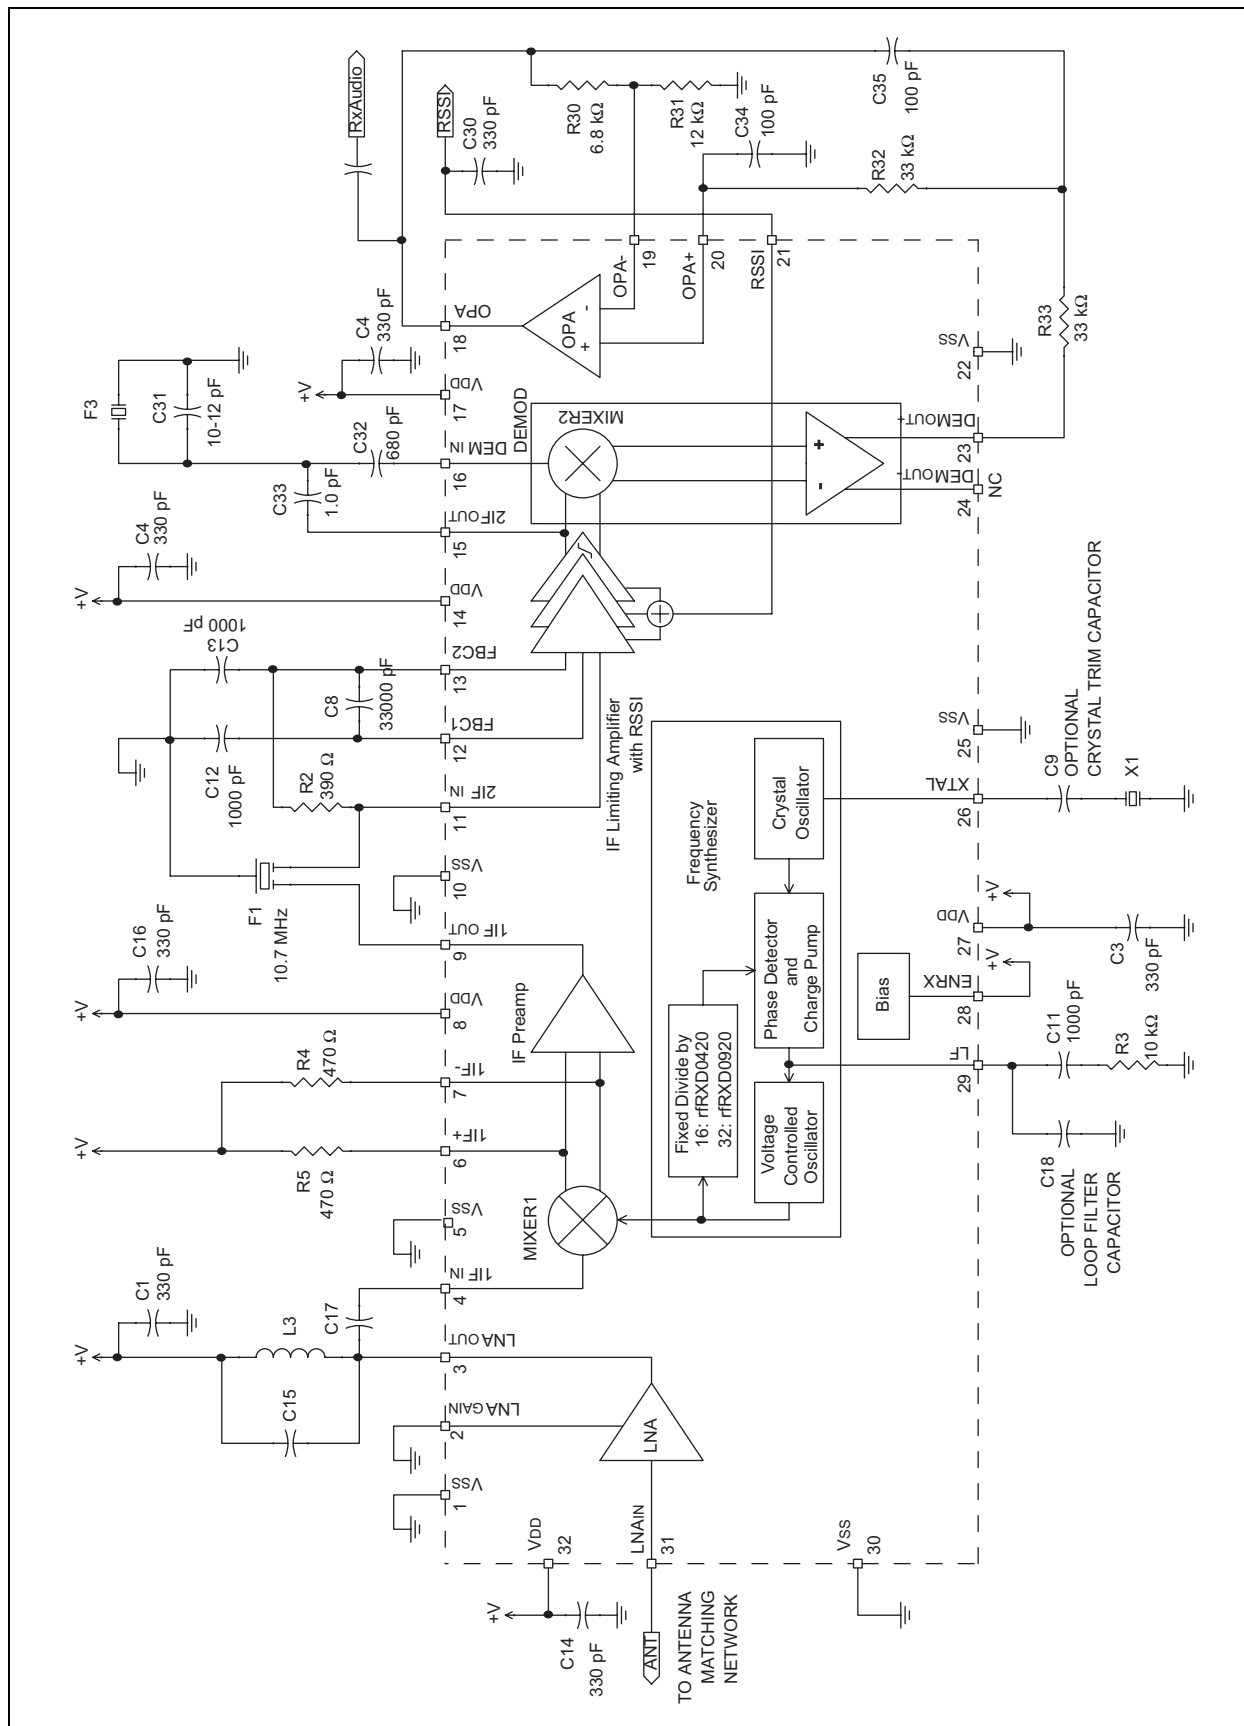 RxAudio
RSSI
C30
330 pF
R30
6.8 kΩ
R31
12 kΩ
C34
100 pF
C35
100 pF
R32
33 kΩ
R33
33 kΩ
OPA-
19
OPA+
20
RSSI
21
OPA
18
OPA
+
-
+V
C4
330 pF
VDD
17
F3
C31
10-12 pF
C32
680 pF
DEM IN
16
C33
1.0 pF
2IFOUT
15
DEMOD
MIXER2
+
-
VSS
22
DEMOUT+
23
DEMOUT-
24
NC
+V
C4
330 pF
VDD
14
C13
1000 pF
FBC2
13
C8
33000 pF
FBC1
12
C12
1000 pF
R2
390 Ω
2IF IN
11
IF Limiting Amplifier
with RSSI
VSS
25
F1
10.7 MHz
VSS
10
1IF OUT
9
+V
C16
330 pF
VDD
8
IF Preamp
R4
470 Ω
1IF-
7
+V
R5
470 Ω
1IF+
6
MIXER1
VSS
5
Frequency
Synthesizer
Crystal
Oscillator
Phase Detector
and
Charge Pump
Fixed Divide by
16: rfRXD0420
32: rfRXD0920
Voltage
Controlled
Oscillator
Bias
XTAL
26
C9
OPTIONAL
CRYSTAL TRIM CAPACITOR
X1
VDD
27
+V
C3
330 pF
ENRX
28
+V
LF
29
C11
1000 pF
R3
10 kΩ
C18
OPTIONAL
LOOP FILTER
CAPACITOR
+V
C1
330 pF
L3
C15
C17
1IF IN
4
LNA OUT
3
LNA GAIN
2
LNA
VSS
1
VDD
32
+V
C14
330 pF
LNAIN
31
ANT
TO ANTENNA
MATCHING
NETWORK
VSS
30